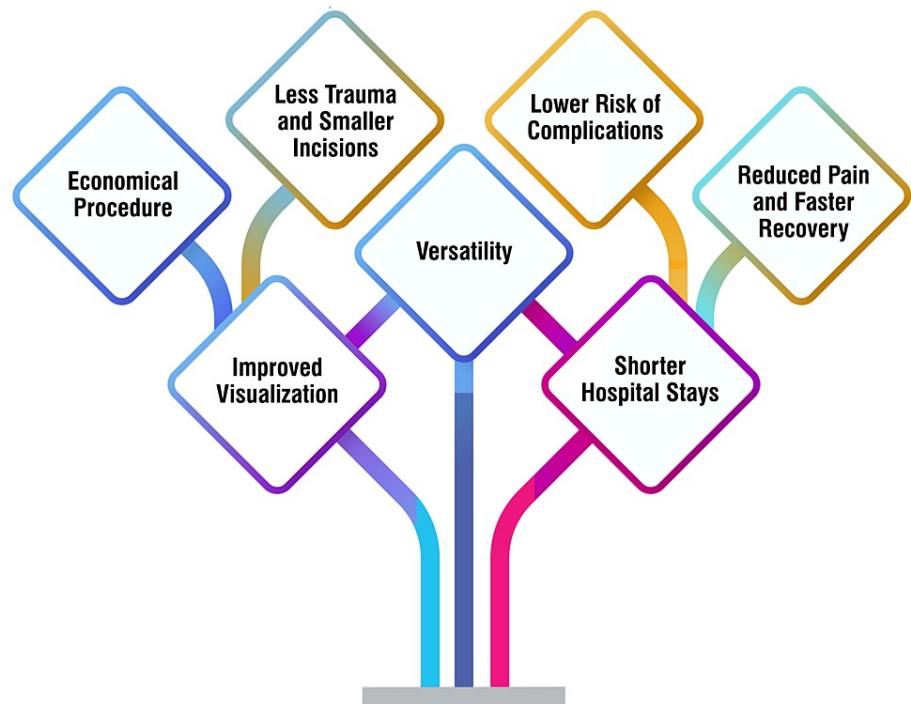 Less Trauma
and Smaller
Incisions
Lower Risk of
Complications
Economical
Procedure
Versatility
Reduced Pain
and Faster
Recovery
Improved
Visualization
Shorter
Hospital Stays